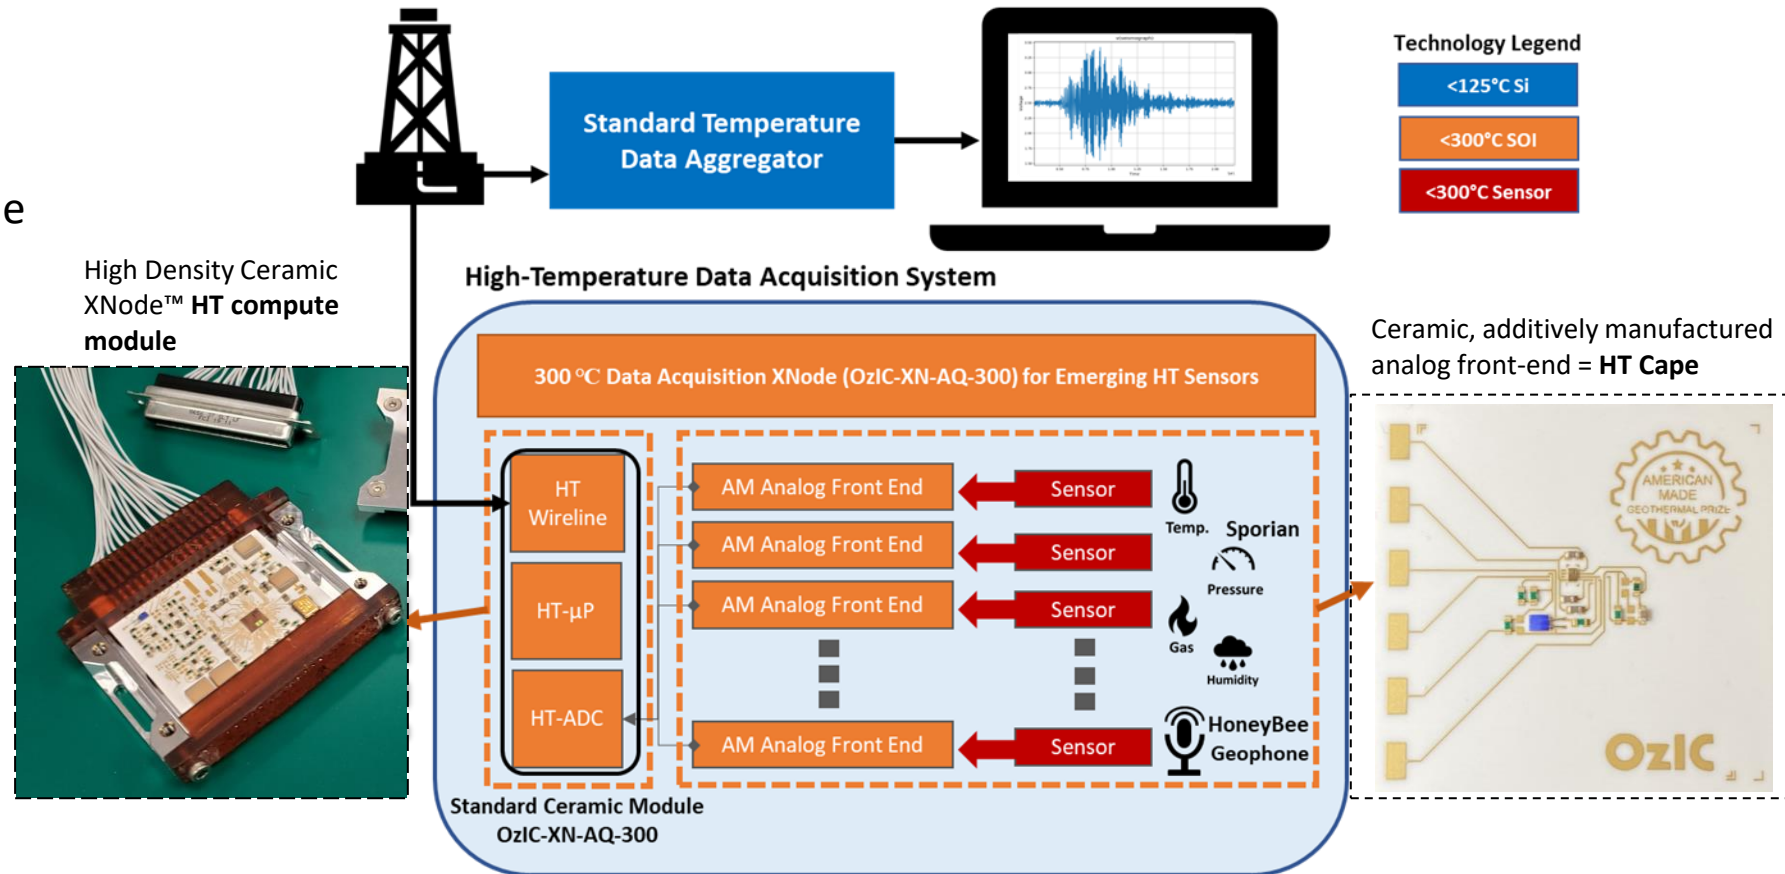 Technology Legend
<125°C Si
<300°C SOI
<300°C Sensor
Standard Temperature
Data Aggregator
e
High Density Ceramic
XNode™ HT compute
module
High-Temperature Data Acquisition System
300 °C Data Acquisition XNode (OzIC-XN-AQ-300) for Emerging HT Sensors
HT
Wireline
HT-µP
HT-ADC
AM Analog Front End
Sensor
Temp.
Sporian
AM Analog Front End
Sensor
Pressure
AM Analog Front End
Sensor
Gas
Humidity
AM Analog Front End
Sensor
HoneyBee
Geophone
Standard Ceramic Module
OzIC-XN-AQ-300
Ceramic, additively manufactured
analog front-end = HT Cape
AMERICAN
MADE
GEOTHERMAL PRIZE
OzIC